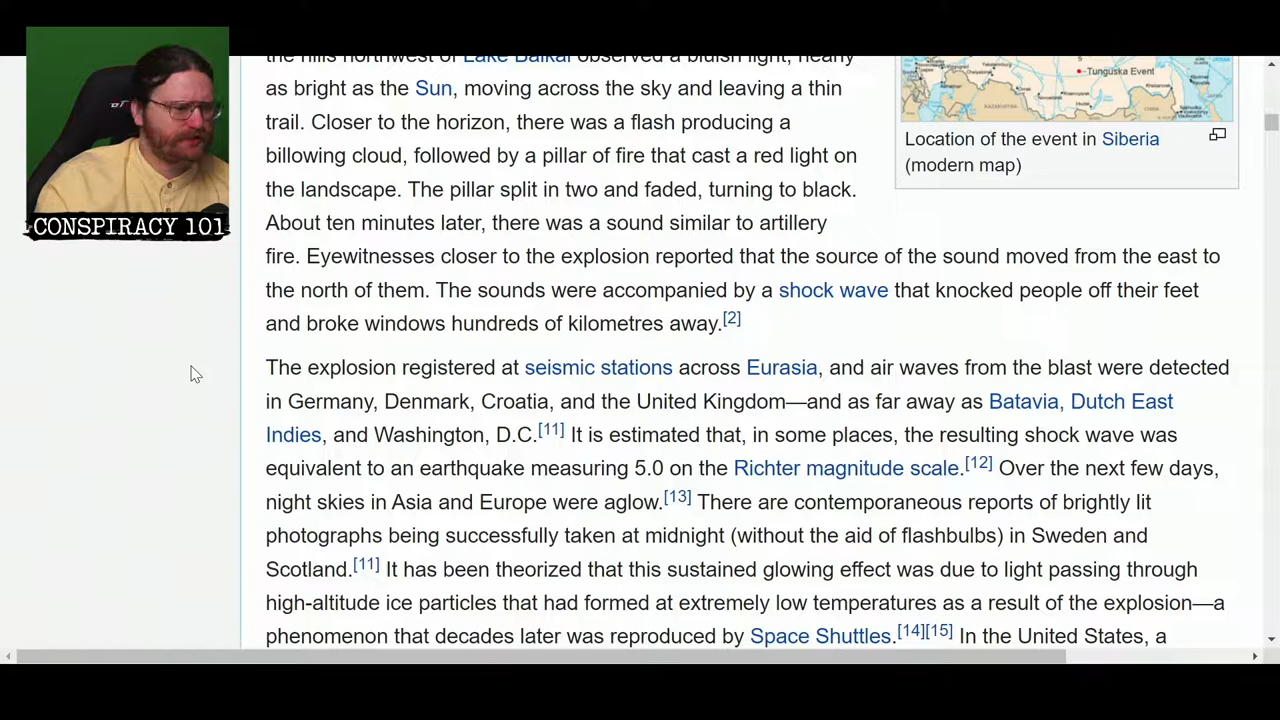 the hills northwest of Lake Baikal observed a bluish light, nearly
as bright as the Sun, moving across the sky and leaving a thin
trail. Closer to the horizon, there was a flash producing a
billowing cloud, followed by a pillar of fire that cast a red light on
the landscape. The pillar split in two and faded, turning to black.
About ten minutes later, there was a sound similar to artillery
fire. Eyewitnesses closer to the explosion reported that the source of the sound moved from the east to
the north of them. The sounds were accompanied by a shock wave that knocked people off their feet
and broke windows hundreds of kilometres away.[2]
The explosion registered at seismic stations across Eurasia, and air waves from the blast were detected
in Germany, Denmark, Croatia, and the United Kingdom—and as far away as Batavia, Dutch East
Indies, and Washington, D.C.[11] It is estimated that, in some places, the resulting shock wave was
equivalent to an earthquake measuring 5.0 on the Richter magnitude scale.[12] Over the next few days,
night skies in Asia and Europe were aglow.[13] There are contemporaneous reports of brightly lit
photographs being successfully taken at midnight (without the aid of flashbulbs) in Sweden and
Scotland.[11] It has been theorized that this sustained glowing effect was due to light passing through
high-altitude ice particles that had formed at extremely low temperatures as a result of the explosion—a
phenomenon that decades later was reproduced by Space Shuttles.[14][15] In the United States, a
Tunguska Event
KAZAKHSTAN
Location of the event in Siberia
(modern map)
CONSPIRACY 101